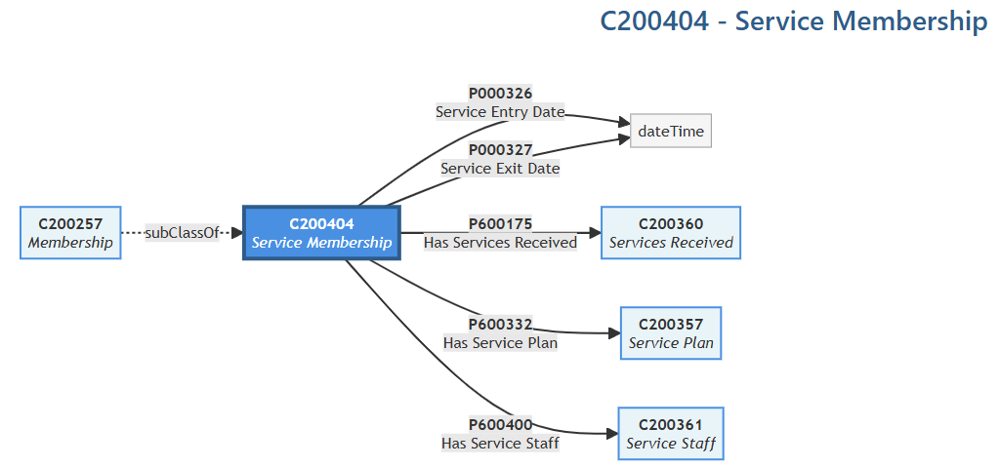 C200404 - Service Membership
P000326
Service Entry Date
dateTime
P000327
Service Exit Date
C200257
Membership
subClassOf
C200404
Service Membership
P600175
Has Services Received
C200360
Services Received
P600332
Has Service Plan
C200357
Service Plan
P600400
Has Service Staff
C200361
Service Staff